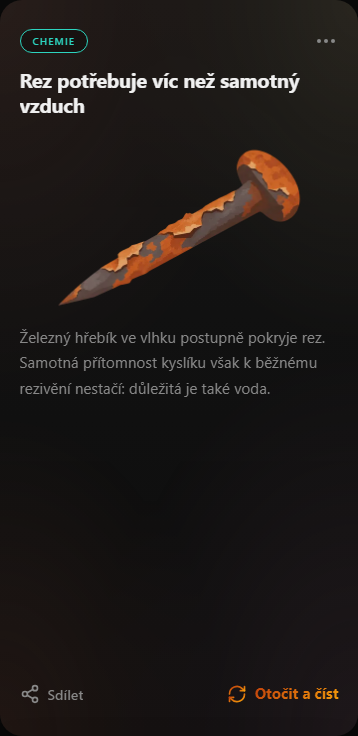 CHEMIE
Rez potřebuje víc než samotný
vzduch
Železný hřebík ve vlhku postupně pokryje rez.
Samotná přítomnost kyslíku však k běžnému
rezivění nestačí: důležitá je také voda.
Sdílet
Otočit a číst